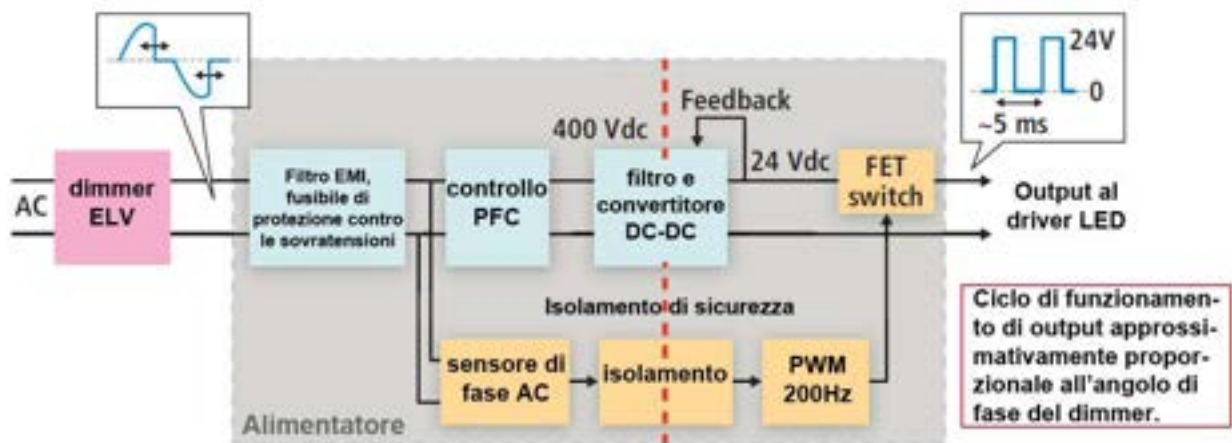 24V
0
~5 ms
Feedback
400 Vdc
24 Vdc
AC
dimmer
ELV
Filtro EMI,
fusibile di
protezione contro
le sovratensioni
controllo
PFC
filtro e
convertitore
DC-DC
FET
switch
Output al
driver LED
Isolamento di sicurezza
sensore di
fase AC
isolamento
PWM
200Hz
Ciclo di funzionamen-
to di output approssi-
mativamente propor-
zionale all'angolo di
fase del dimmer.
Alimentatore